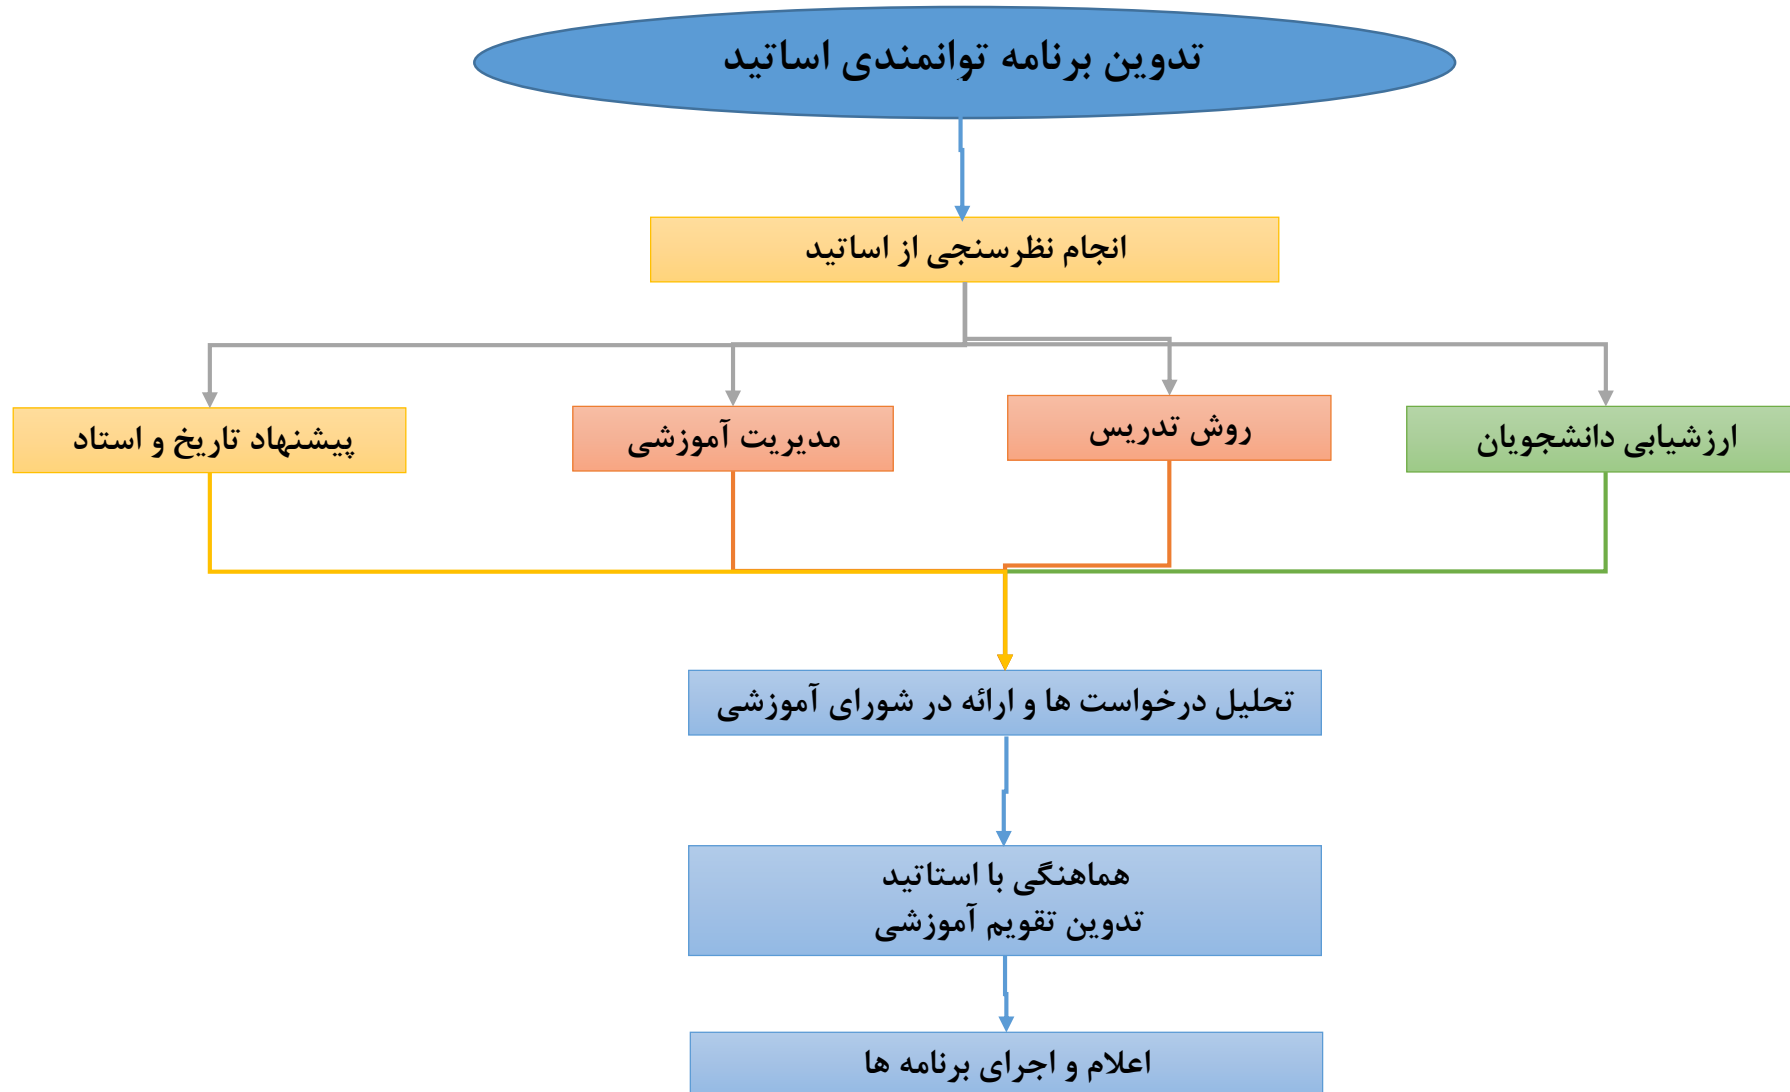 تدوین برنامه توانمندی اساتید
انجام نظرسنجی از اساتید
ارزشیابی دانشجویان
روش تدریس
مدیریت آموزشی
پیشنهاد تاریخ و استاد
تحلیل درخواست ها و ارائه در شورای آموزشی
هماهنگی با استاتید
تدوین تقویم آموزشی
اعلام و اجرای برنامه ها